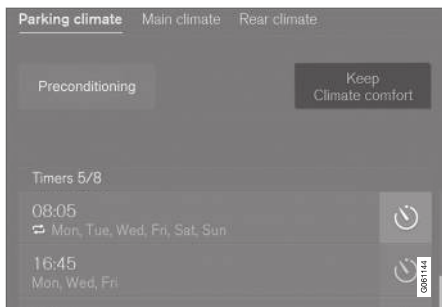 Parking climate Main climate Rear climate
Preconditioning
Keep
Climate comfort
Timers 5/8
08:05
Mon, Tue, Wed, Fri, Sat, Sun
16:45
Mon, Wed, Fri
G061144